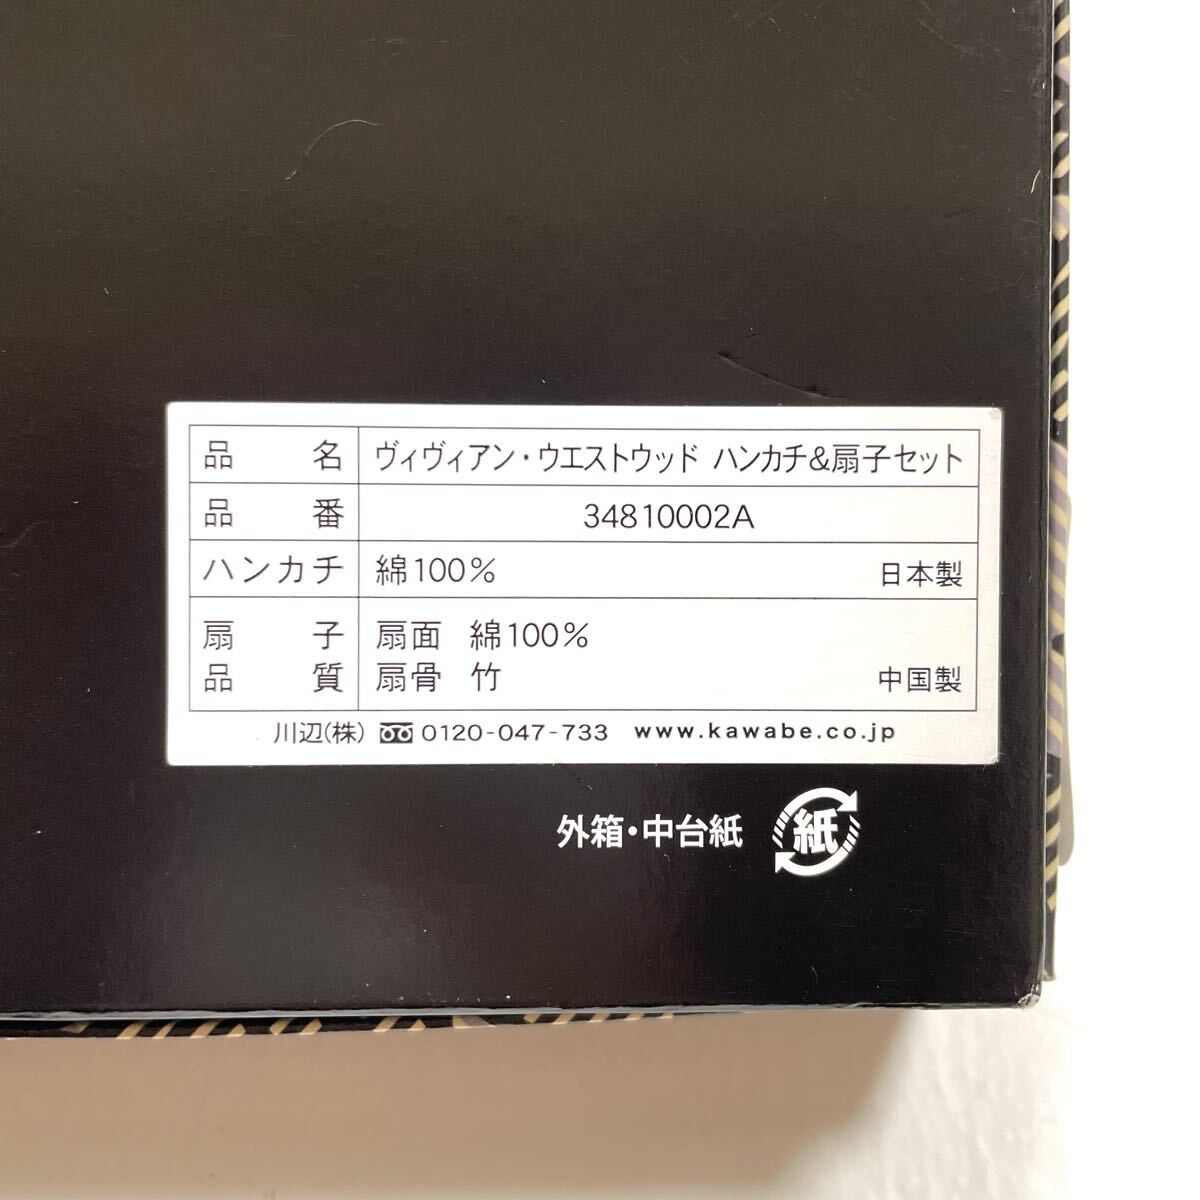 品名 ヴィヴィアン・ウエストウッド ハンカチ&扇子セット
品番 34810002A
ハンカチ 綿100% 日本製
扇子 扇面 綿100%
品質 扇骨 竹 中国製
川辺(株) 0120-047-733 www.kawabe.co.jp
外箱・中台紙 紙